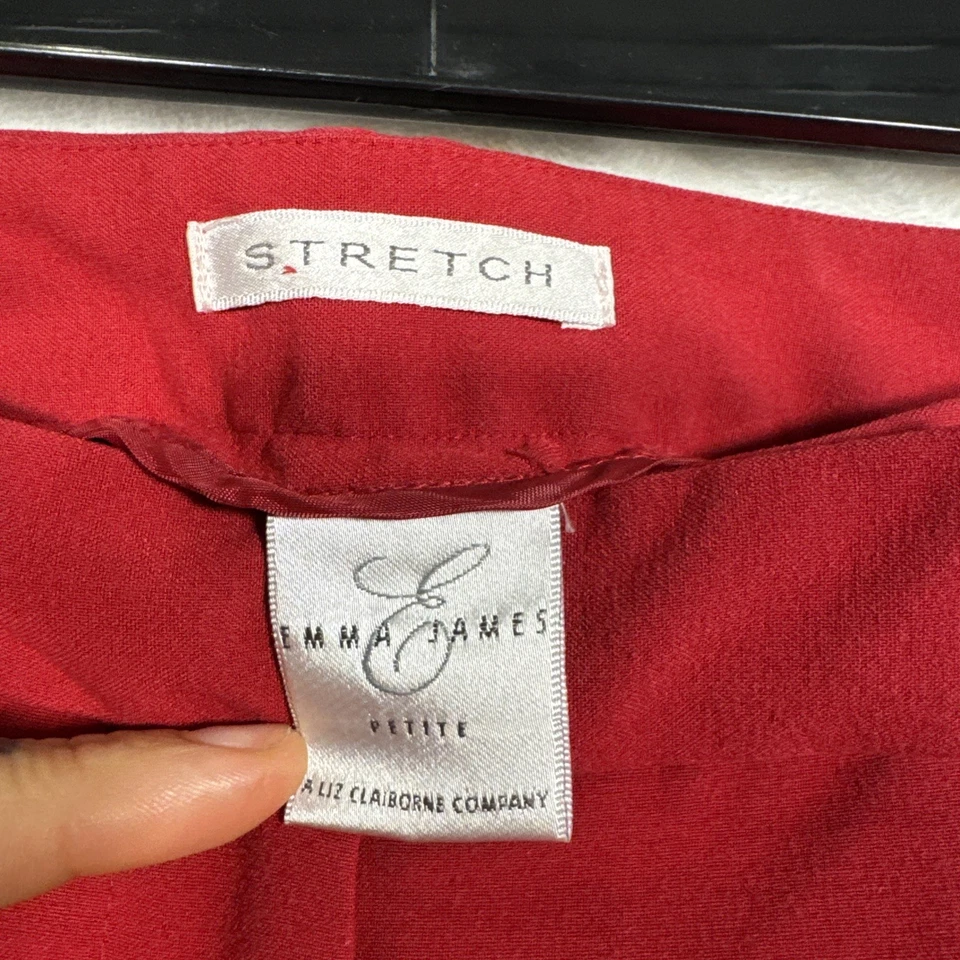 STRETCH
E
EMMA JAMES
PETITE
A LIZ CLAIBORNE COMPANY